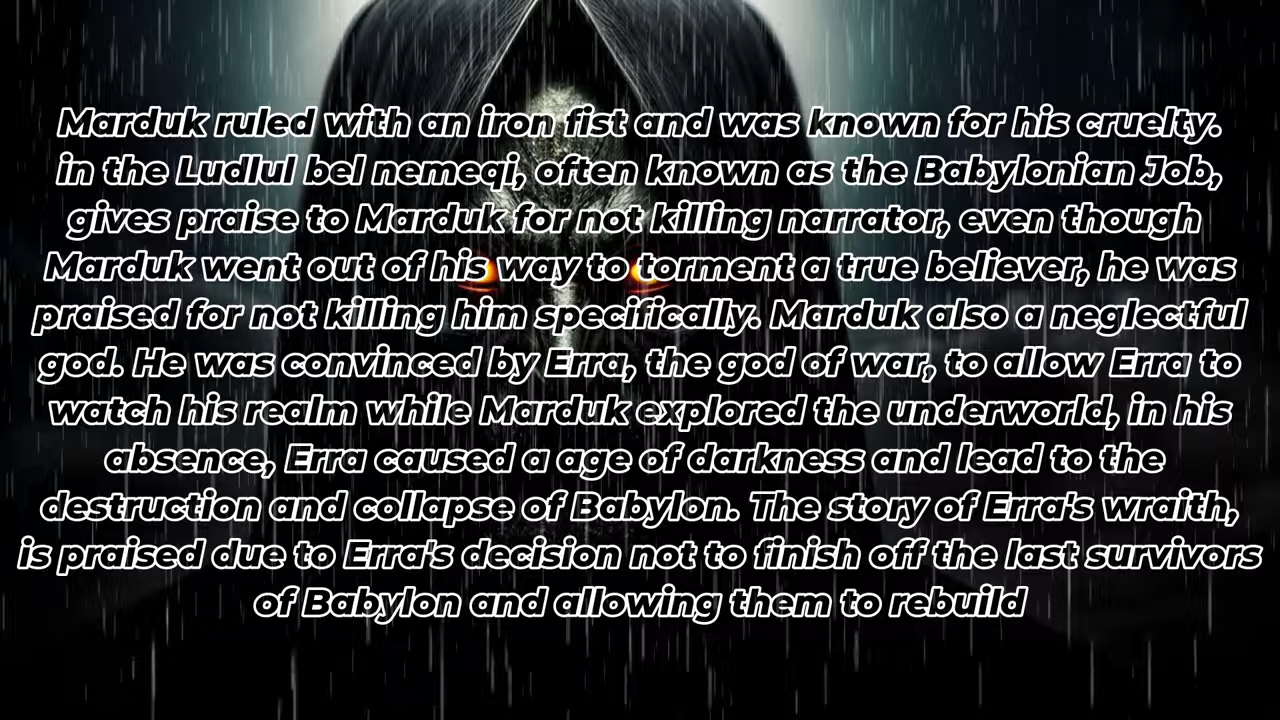 Marduk ruled with an iron fist and was known for his cruelty.
in the Ludlul bel nemeqi, often known as the Babylonian Job,
gives praise to Marduk for not killing narrator, even though
Marduk went out of his way to torment a true believer, he was
praised for not killing him specifically. Marduk also a neglectful
god. He was convinced by Erra, the god of war, to allow Erra to
watch his realm while Marduk explored the underworld, in his
absence, Erra caused a age of darkness and lead to the
destruction and collapse of Babylon. The story of Erra's wraith,
is praised due to Erra's decision not to finish off the last survivors
of Babylon and allowing them to rebuild